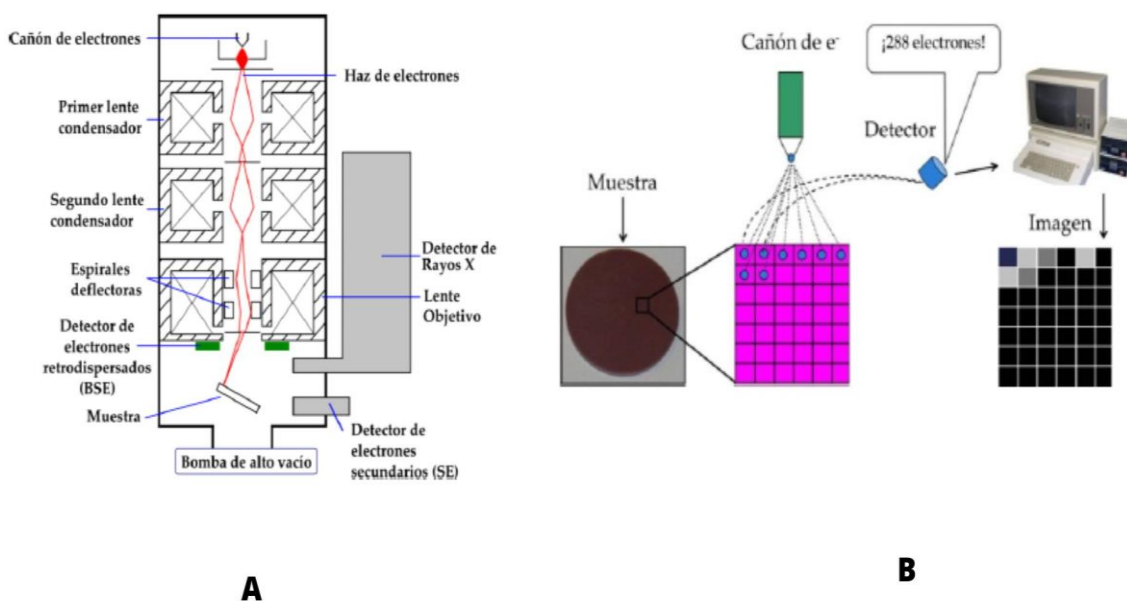 Cañón de electrones
Haz de electrones
Primer lente
condensador
Segundo lente
condensador
Espirales
deflectoras
Detector de
electrones
retrodispersados
(BSE)
Muestra
Detector de
Rayos X
Lente
Objetivo
Detector de
electrones
secundarios (SE)
Bomba de alto vacío
A
Cañón de e-
¡288 electrones!
Detector
Muestra
Imagen
B